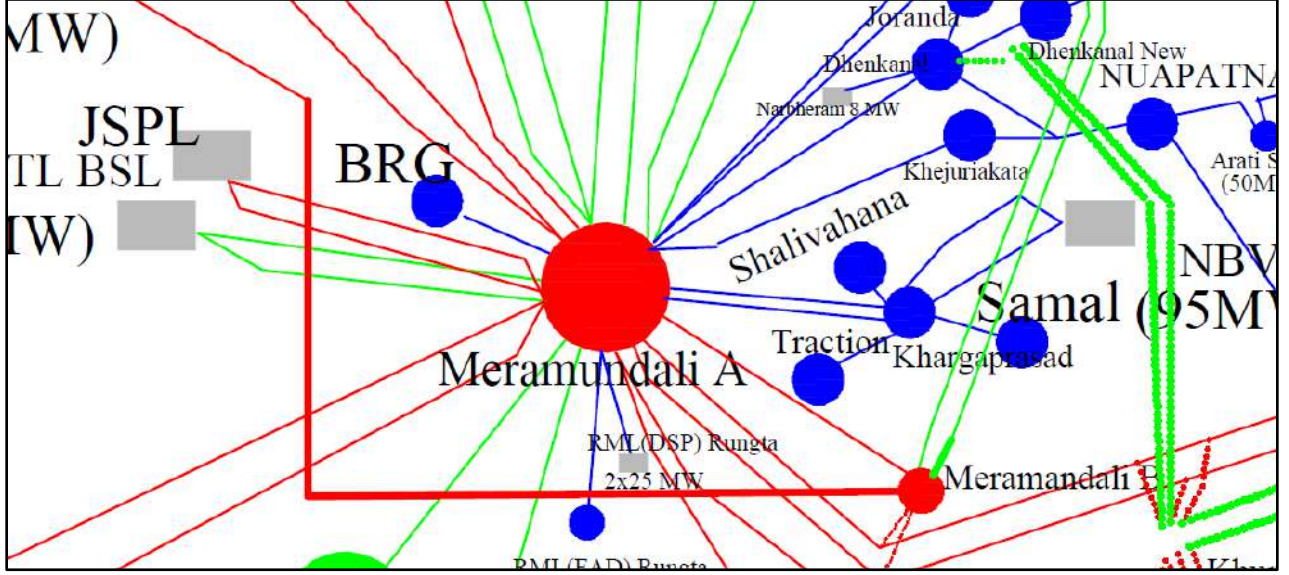 MW)
Joranda
Dhenkanal New
Dhenkanal
NUAPATNA
Narbheram 8 MW
JSPL
TL BSL
BRG
Khejuriakata
(50M
Arati S
MW)
Shalivahana
NBV
Samal (95MW
Traction
Khargaprasad
Meramundali A
RML(DSP) Rungta
2x25 MW
Meramandali B
RML(FAD) Rungta